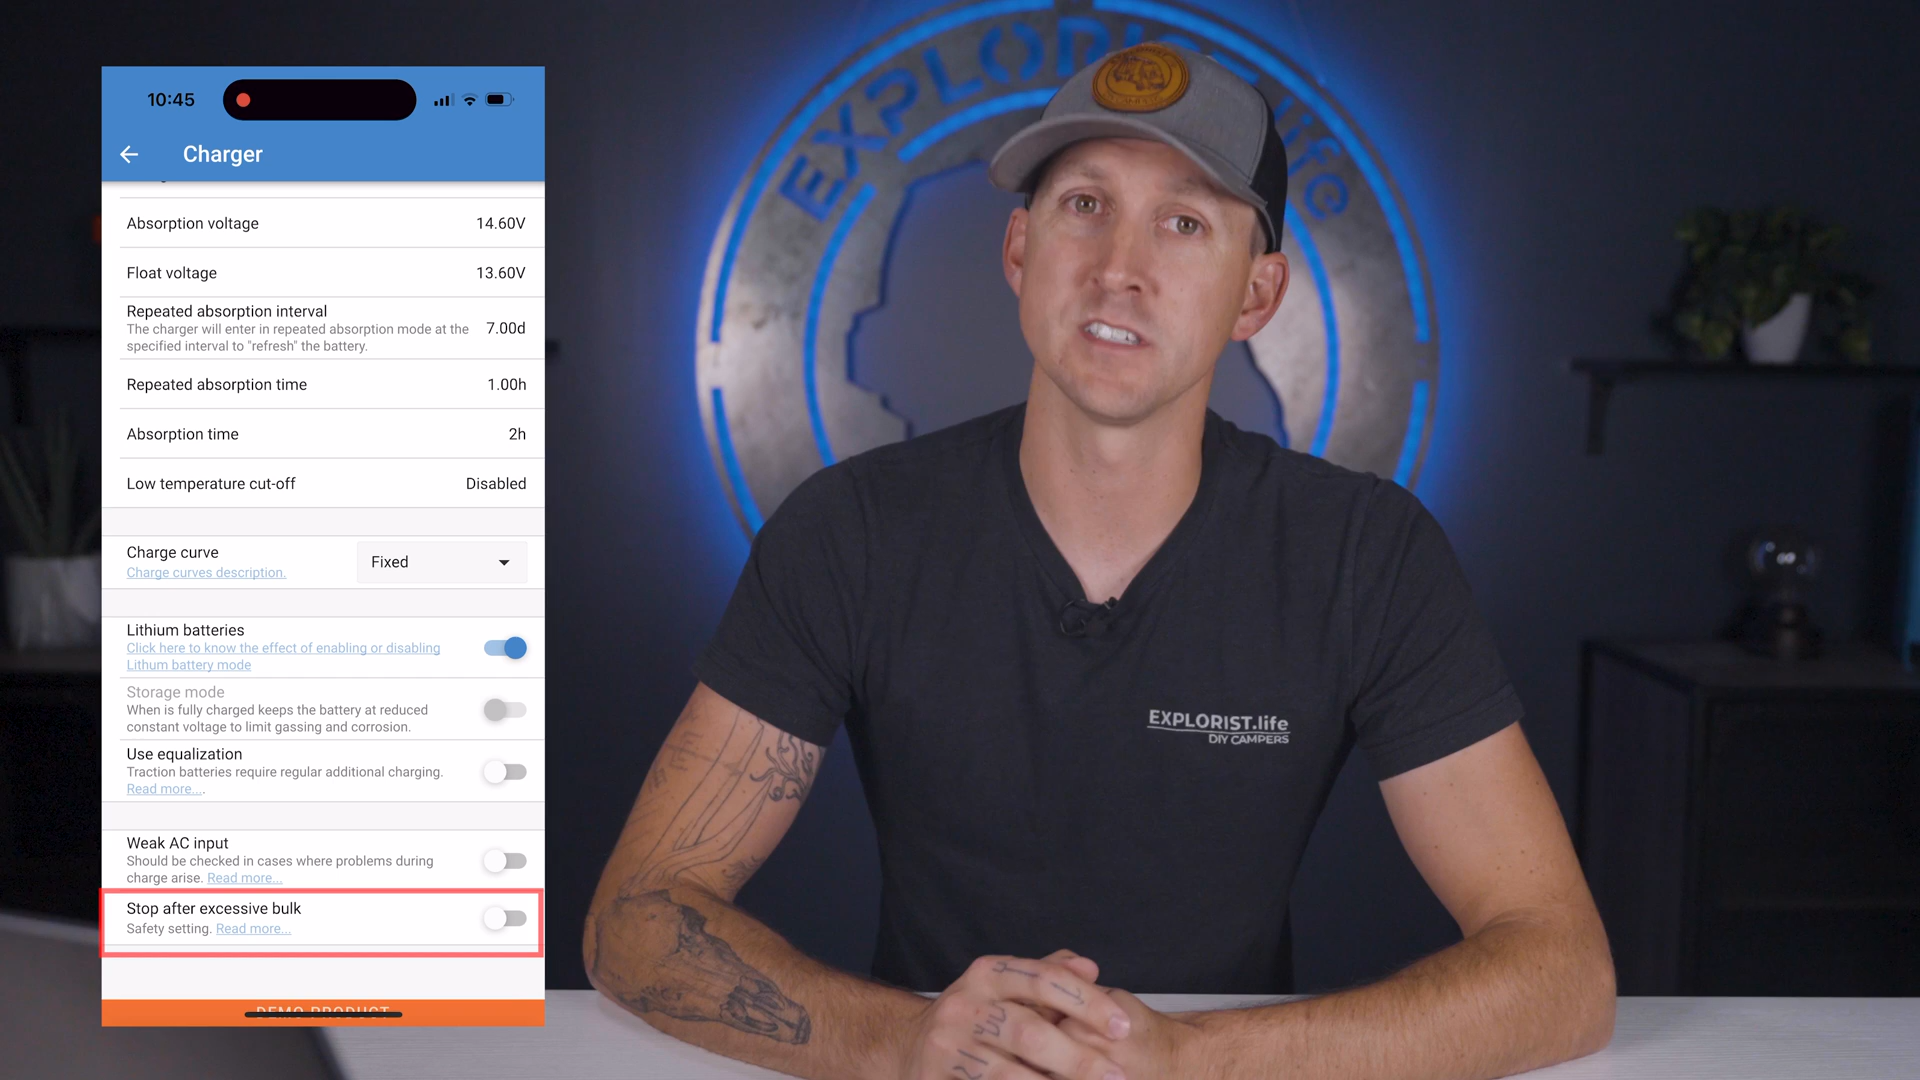 10:45
Charger
Absorption voltage 14.60V
Float voltage 13.60V
Repeated absorption interval
The charger will enter in repeated absorption mode at the
specified interval to "refresh" the battery.
7.00d
Repeated absorption time 1.00h
Absorption time 2h
Low temperature cut-off Disabled
Charge curve
Charge curves description.
Fixed
Lithium batteries
Click here to know the effect of enabling or disabling
Lithum battery mode
Storage mode
When is fully charged keeps the battery at reduced
constant voltage to limit gassing and corrosion.
Use equalization
Traction batteries require regular additional charging.
Read more....
Weak AC input
Should be checked in cases where problems during
charge arise. Read more...
Stop after excessive bulk
Safety setting. Read more...
DEMO PRODUCT
EXPLORIST.life
EXPLORIST.life
DIY CAMPERS